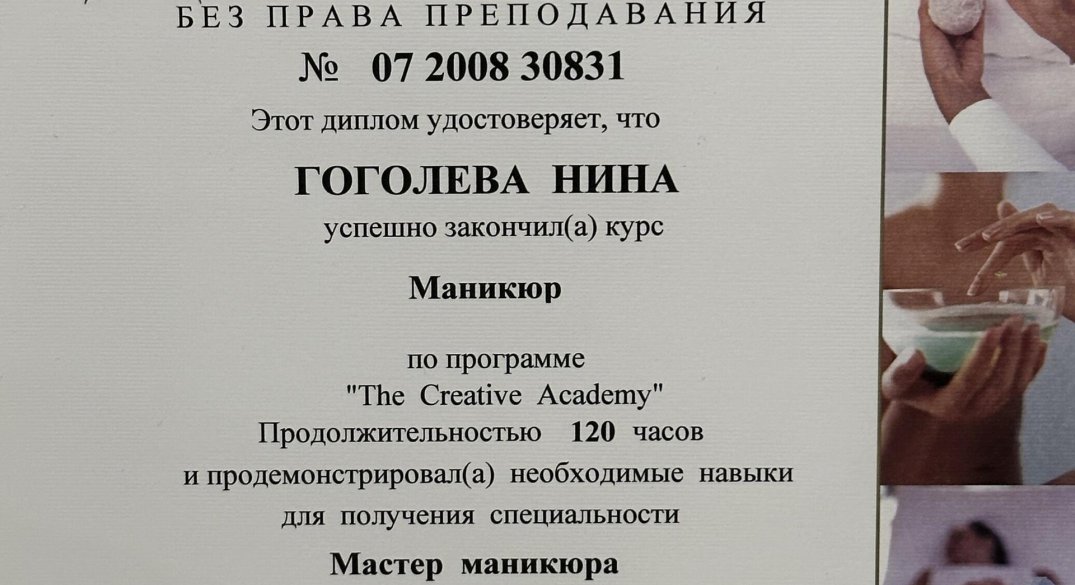 БЕЗ ПРАВА ПРЕПОДАВАНИЯ
№ 07 2008 30831
Этот диплом удостоверяет, что
ГОГОЛЕВА НИНА
успешно закончил(а) курс
Маникюр
по программе
"The Creative Academy"
Продолжительностью 120 часов
и продемонстрировал(а) необходимые навыки
для получения специальности
Мастер маникюра